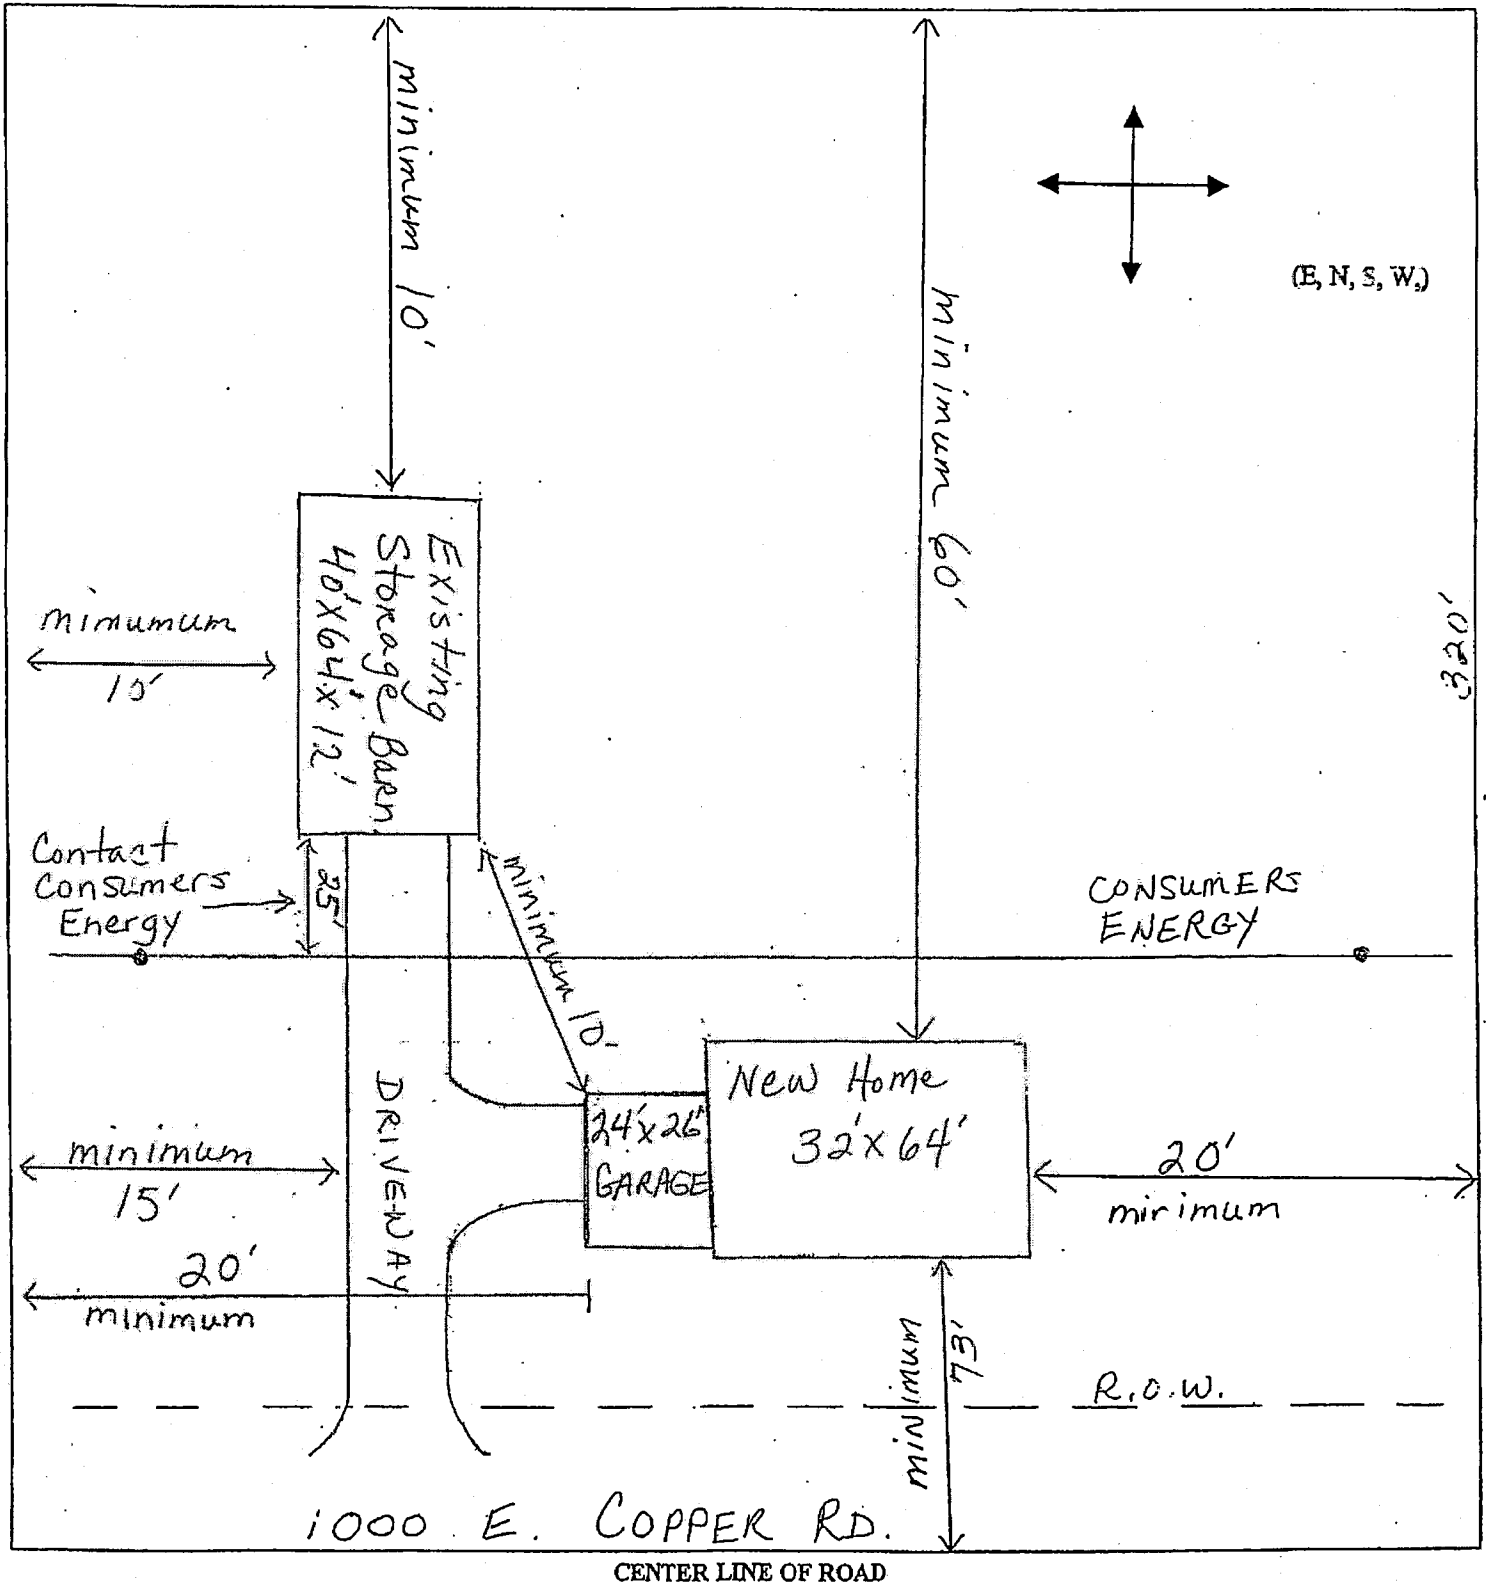 minimum 10'
minimum 60'
(E, N, S, W,)
320'
Existing
Storage Barn
40'x64'x12'
mimumum
10'
Contact
Consumers
Energy
25'
minimum 10-
CONSUMERS
ENERGY
New Home
32'x64'
24'x26'
GARAGE
DRIVEWAY
minimum
15'
20'
minimum
20'
minimum
minimum
73'
R.O.W.
1000 E. COPPER RD.
CENTER LINE OF ROAD